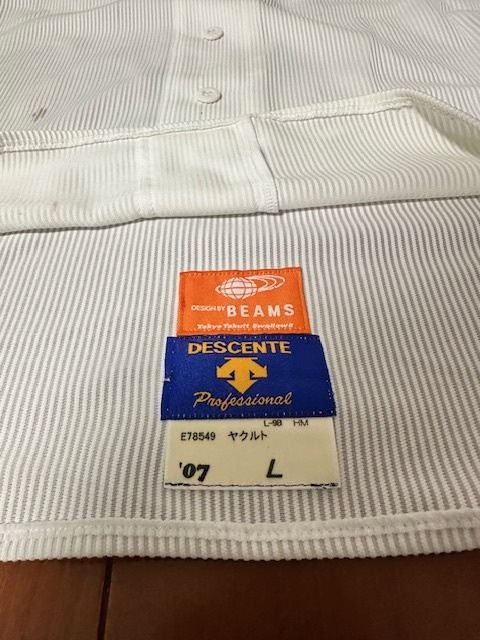 DESIGN BY BEAMS
Tokyo Yakult Swallows
DESCENTE
Professional
L-98 HM
E78549 ヤクルト
'07 L